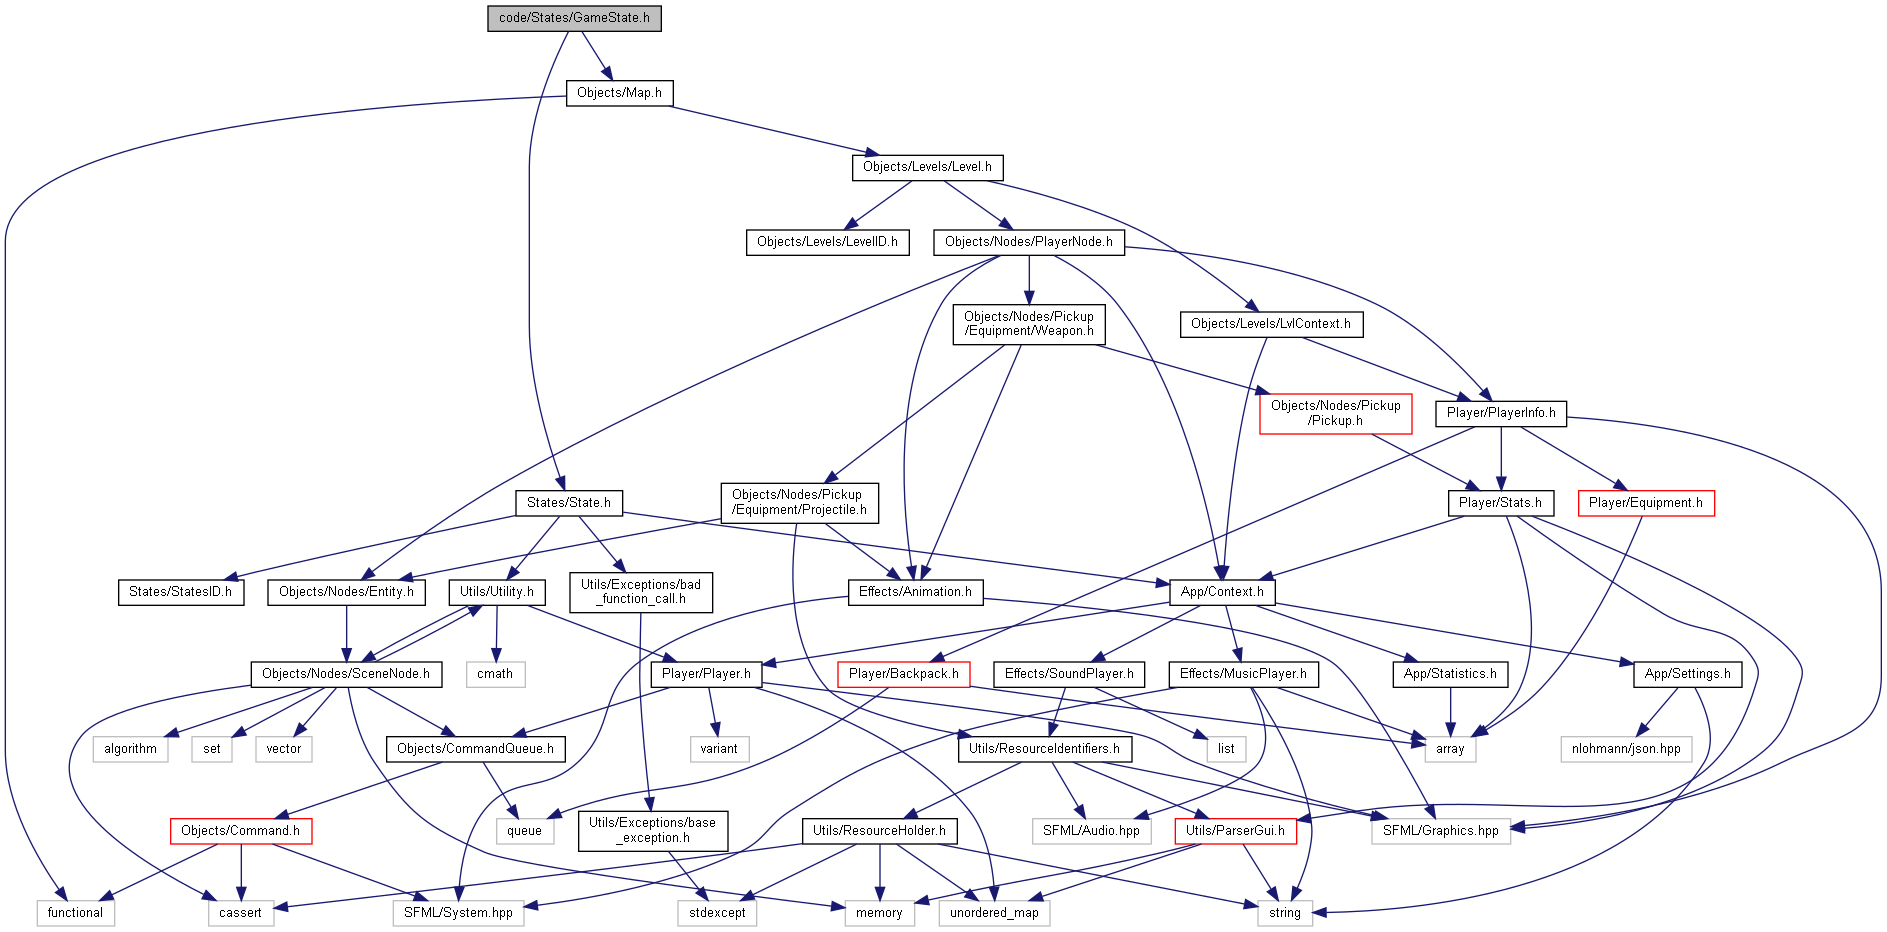 code/States/GameState.h
Objects/Map.h
Objects/Levels/Level.h
Objects/Levels/LevelID.h
Objects/Nodes/PlayerNode.h
Objects/Nodes/Pickup
/Equipment/Weapon.h
Objects/Levels/LvlContext.h
Objects/Nodes/Pickup
/Pickup.h
Player/PlayerInfo.h
States/State.h
Objects/Nodes/Pickup
/Equipment/Projectile.h
Player/Stats.h
Player/Equipment.h
States/StatesID.h
Objects/Nodes/Entity.h
Utils/Utility.h
Utils/Exceptions/bad
_function_call.h
Effects/Animation.h
App/Context.h
Objects/Nodes/SceneNode.h
cmath
Player/Player.h
Player/Backpack.h
Effects/SoundPlayer.h
Effects/MusicPlayer.h
App/Statistics.h
App/Settings.h
algorithm
set
vector
Objects/CommandQueue.h
variant
Utils/ResourceIdentifiers.h
list
array
nlohmann/json.hpp
Objects/Command.h
queue
Utils/Exceptions/base
_exception.h
Utils/ResourceHolder.h
SFML/Audio.hpp
Utils/ParserGui.h
SFML/Graphics.hpp
functional
cassert
SFML/System.hpp
stdexcept
memory
unordered_map
string